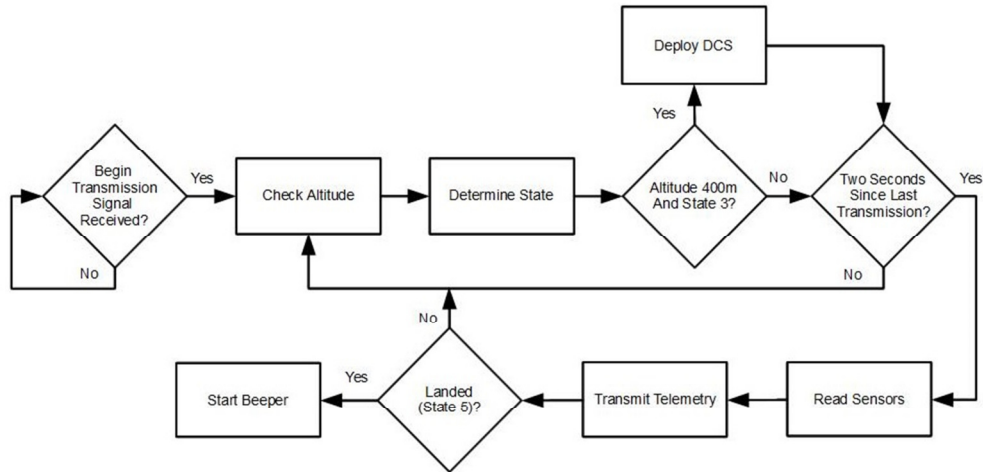 Deploy DCS
Yes
Begin
Transmission
Signal
Received?
Yes
Check Altitude
Determine State
Altitude 400m
And State 3?
No
Two Seconds
Since Last
Transmission?
Yes
No
No
No
Start Beeper
Yes
Landed
(State 5)?
Transmit Telemetry
Read Sensors